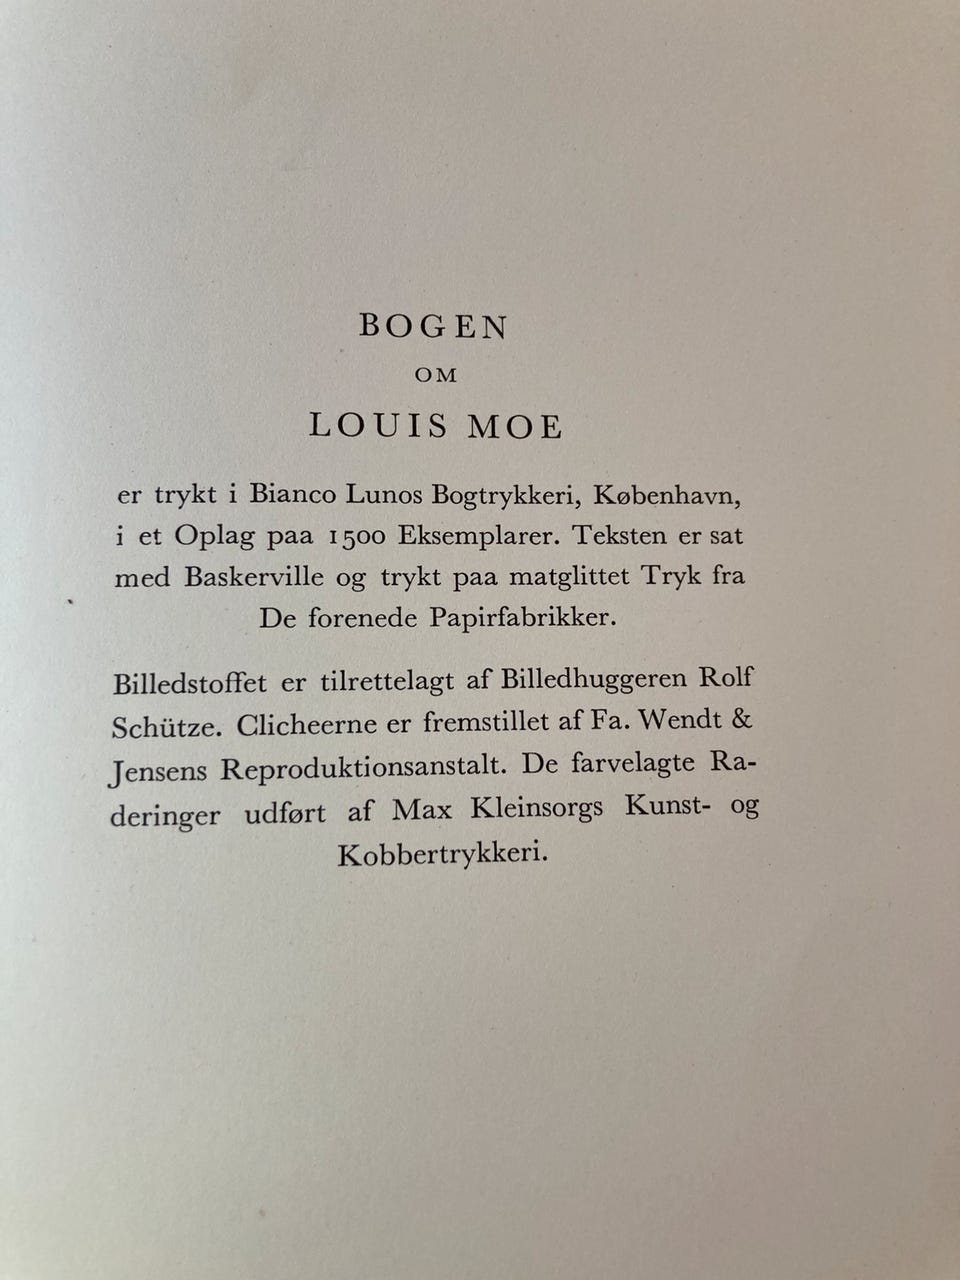 BOGEN
OM
LOUIS MOE
er trykt i Bianco Lunos Bogtrykkeri, København,
i et Oplag paa 1500 Eksemplarer. Teksten er sat
med Baskerville og trykt paa matglittet Tryk fra
De forenede Papirfabrikker.
Billedstoffet er tilrettelagt af Billedhuggeren Rolf
Schütze. Clicheerne er fremstillet af Fa. Wendt &
Jensens Reproduktionsanstalt. De farvelagte Ra-
deringer udført af Max Kleinsorgs Kunst- og
Kobbertrykkeri.